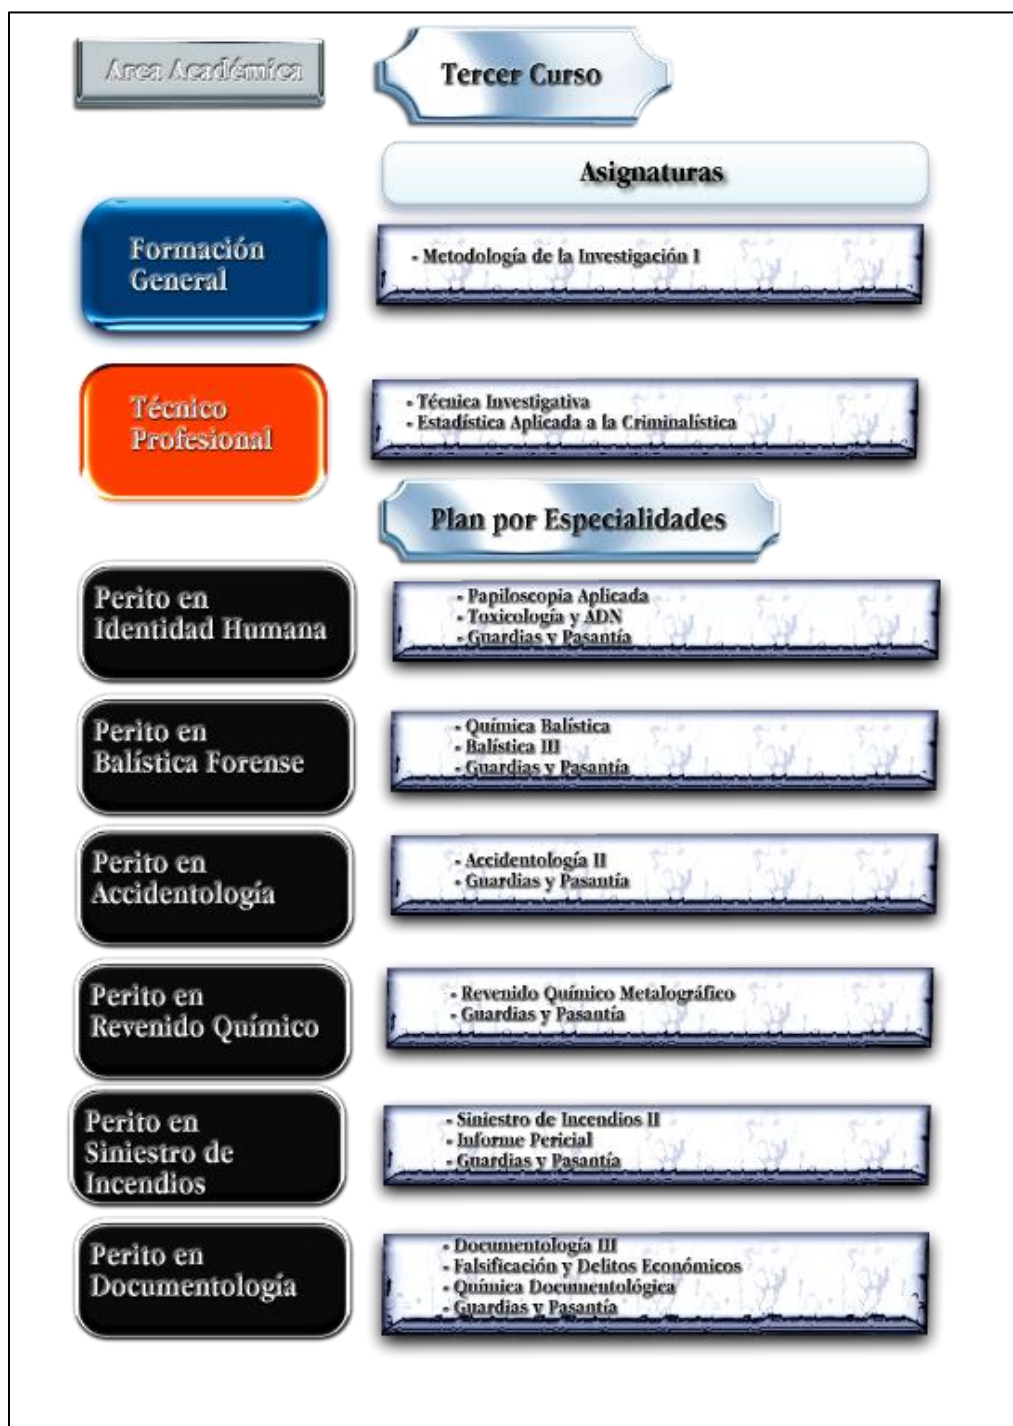 Area Académica
Tercer Curso
Asignaturas
Formación
General
- Metodología de la Investigación I
Técnico
Profesional
- Técnica Investigativa
- Estadística Aplicada a la Criminalística
Plan por Especialidades
Perito en
Identidad Humana
- Papiloscopia Aplicada
- Toxicología y ADN
- Guardias y Pasantía
Perito en
Balística Forense
- Química Balística
- Balística III
- Guardias y Pasantía
Perito en
Accidentología
- Accidentología II
- Guardias y Pasantía
Perito en
Revenido Químico
- Revenido Químico Metalográfico
- Guardias y Pasantía
Perito en
Siniestro de
Incendios
- Siniestro de Incendios II
- Informe Pericial
- Guardias y Pasantía
Perito en
Documentología
- Documentología III
- Falsificación y Delitos Económicos
- Química Documentológica
- Guardias y Pasantía